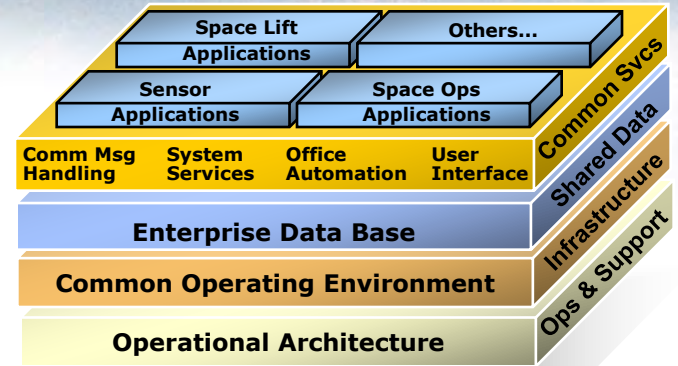 Space Lift
Applications
Others...
Sensor
Applications
Space Ops
Applications
Comm Msg
Handling
System
Services
Office
Automation
User
Interface
Common Svcs
Enterprise Data Base
Shared Data
Common Operating Environment
Infrastructure
Operational Architecture
Ops & Support